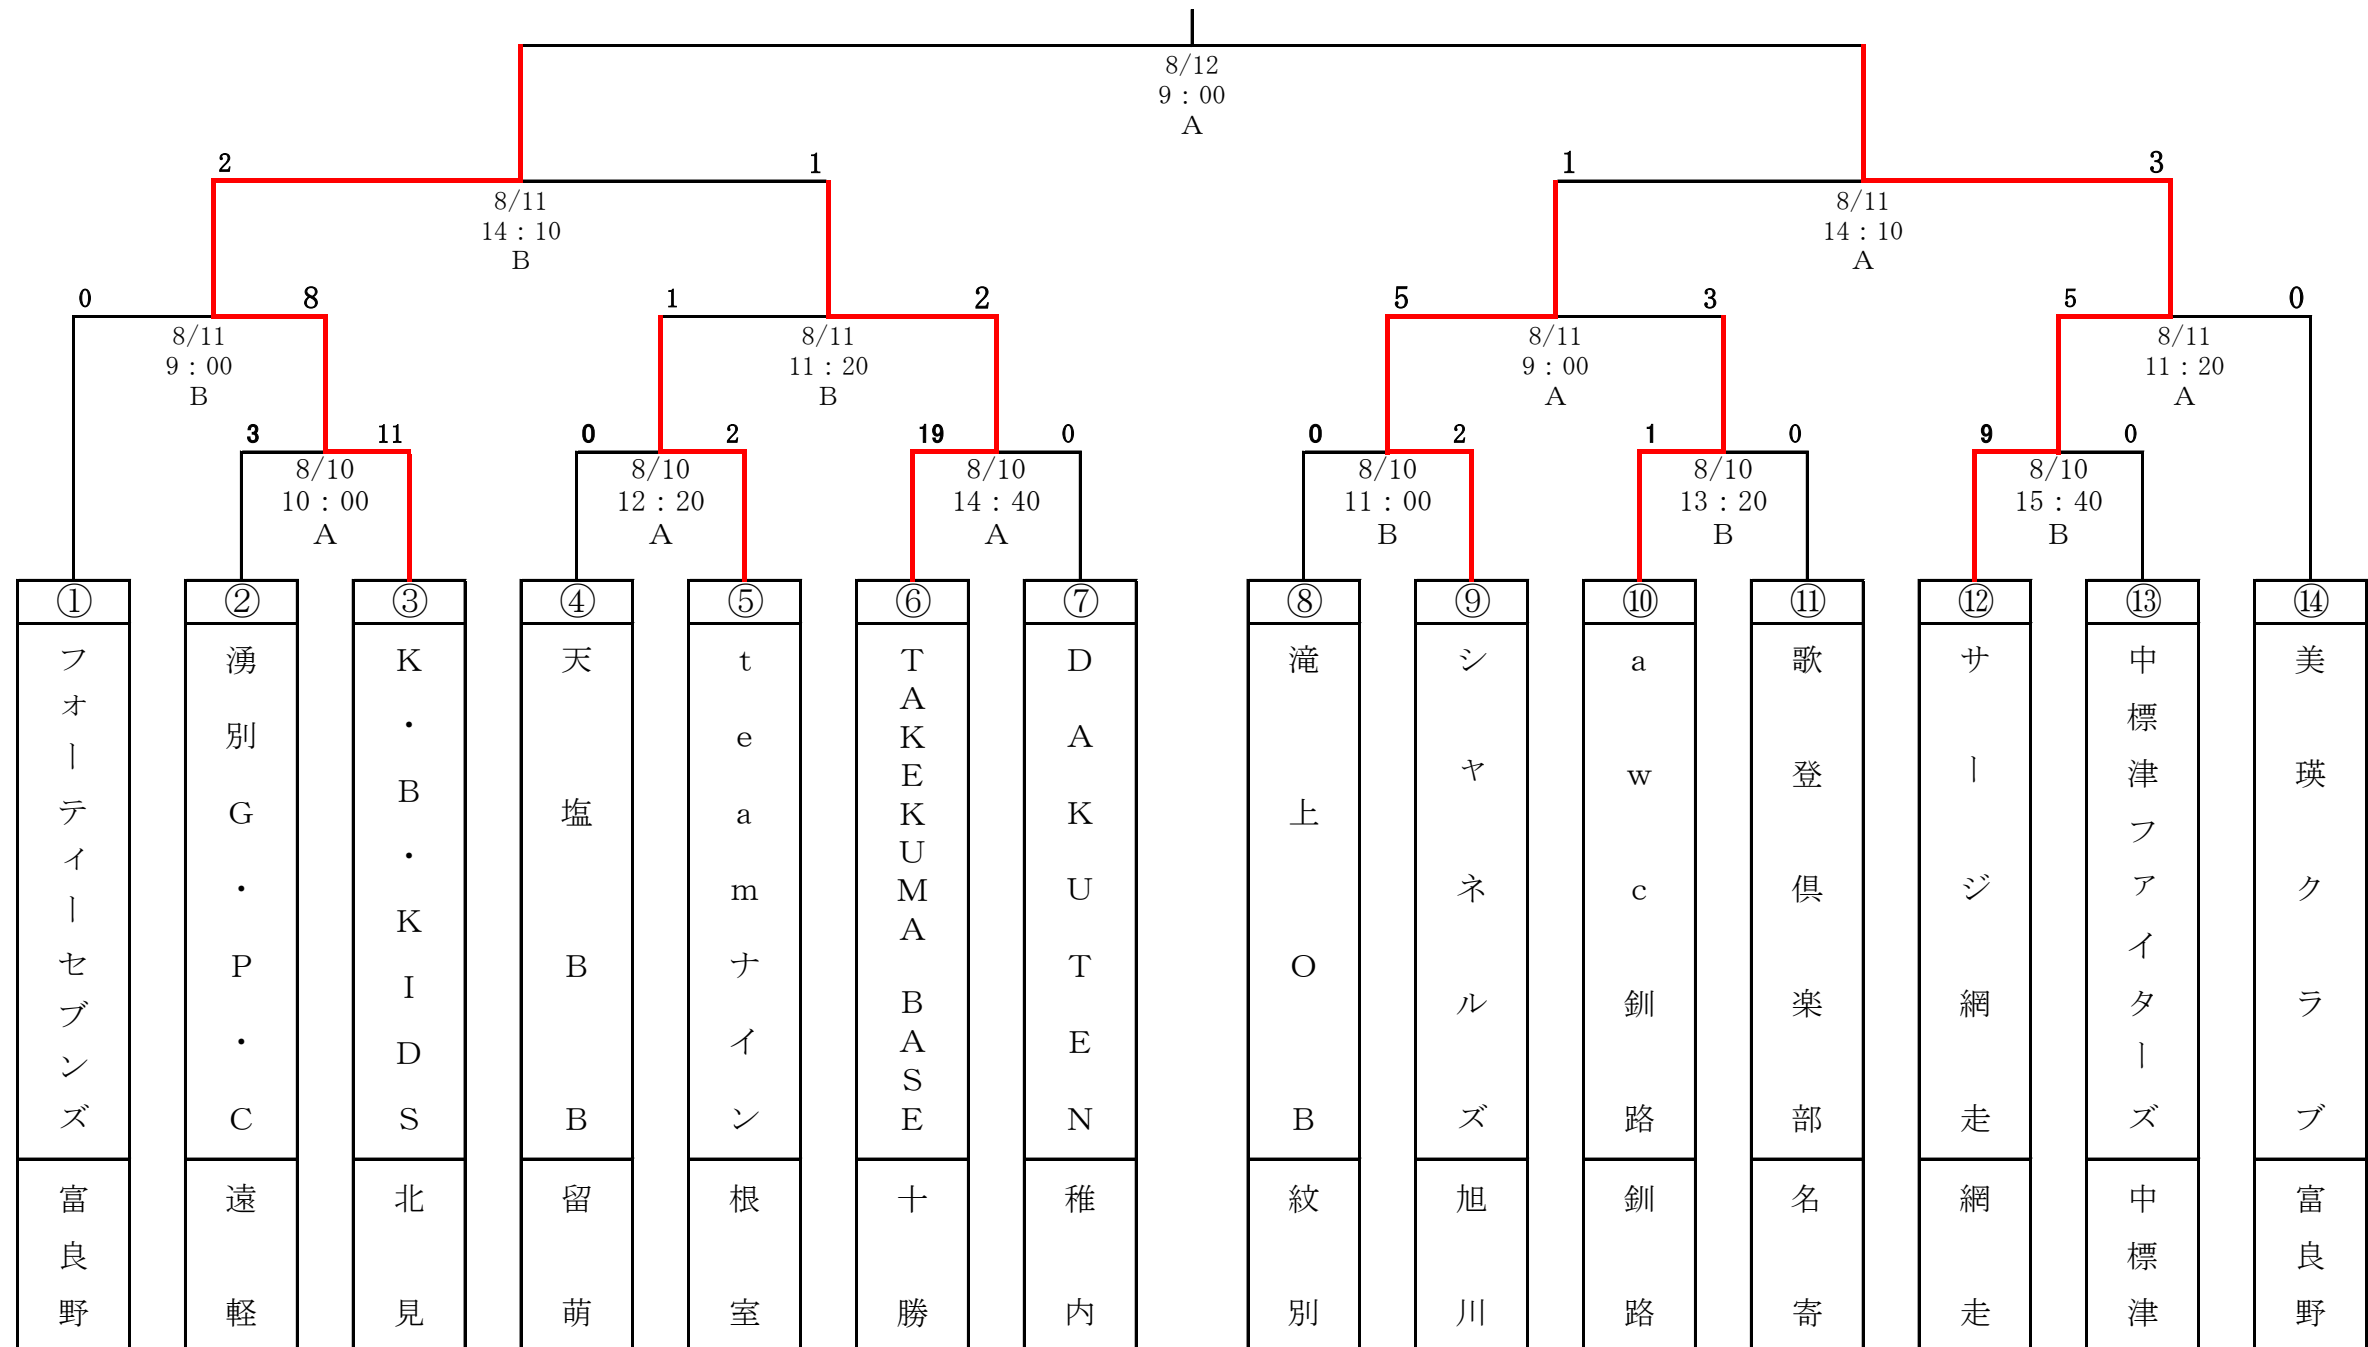 8/12
9：00
A
2
1
1
3
8/11
14：10
B
8/11
14：10
A
0
8
1
2
5
3
5
0
8/11
9：00
B
8/11
11：20
B
8/11
9：00
A
8/11
11：20
A
3
11
0
2
19
0
0
2
1
0
9
0
8/10
10：00
A
8/10
12：20
A
8/10
14：40
A
8/10
11：00
B
8/10
13：20
B
8/10
15：40
B
①
フォーティーセブンズ
富良野
②
湧別G・P・C
遠軽
③
K・B・KIDS
北見
④
天塩BB
留萌
⑤
teamナイン
根室
⑥
TAKEKUMA BASE
十勝
⑦
DAKUTEN
稚内
⑧
滝上OB
紋別
⑨
シャネルズ
旭川
⑩
awc釧路
釧路
⑪
歌登倶楽部
名寄
⑫
サージ網走
網走
⑬
中標津ファイターズ
中標津
⑭
美瑛クラブ
富良野